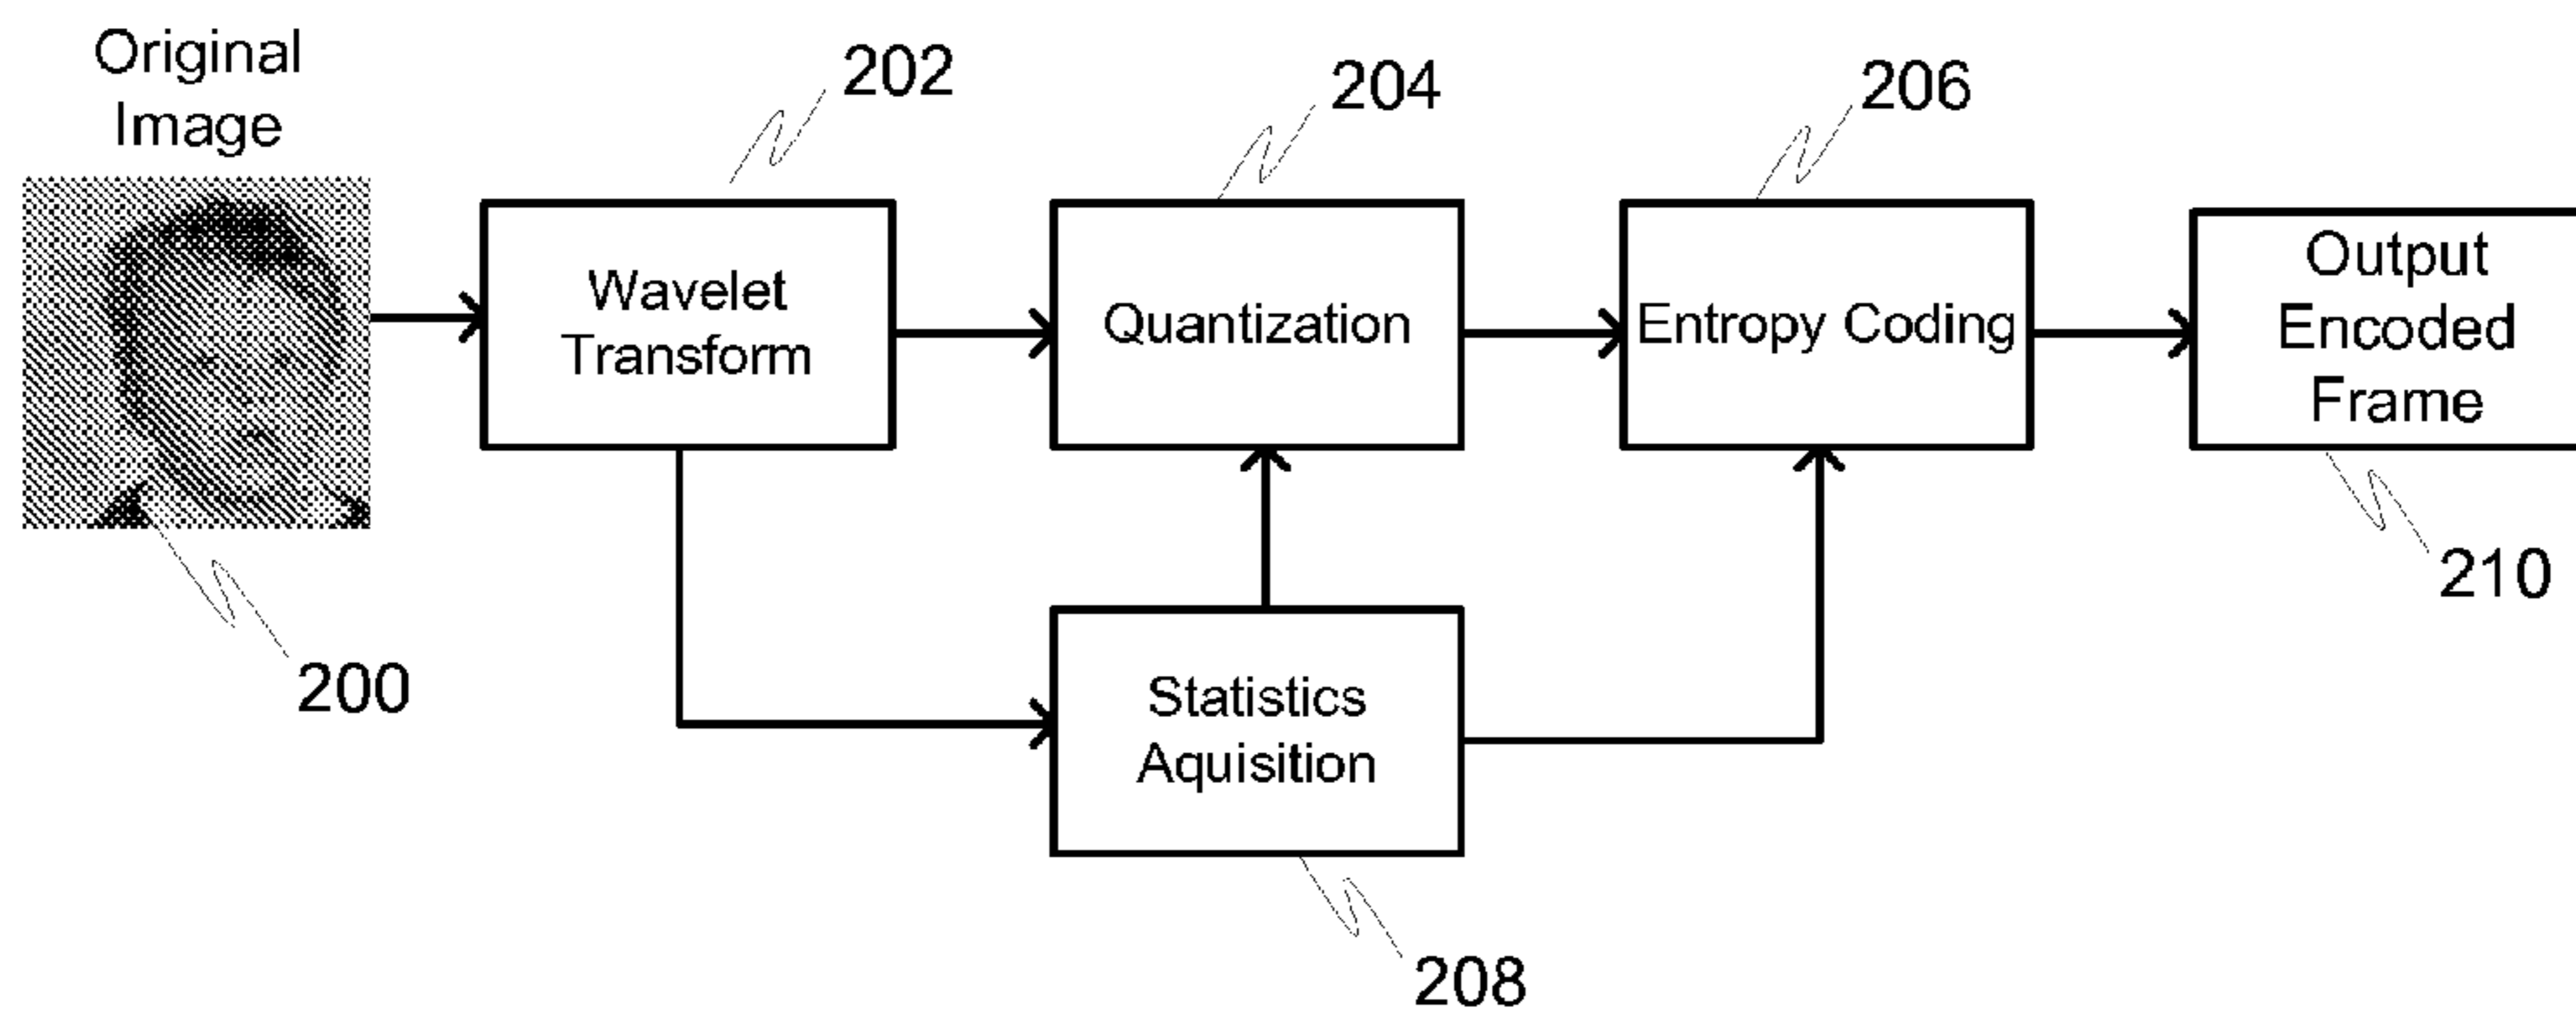 Original
Image
202
204
206
Wavelet
Transform
Quantization
Entropy Coding
Output
Encoded
Frame
200
210
Statistics
Aquisition
208